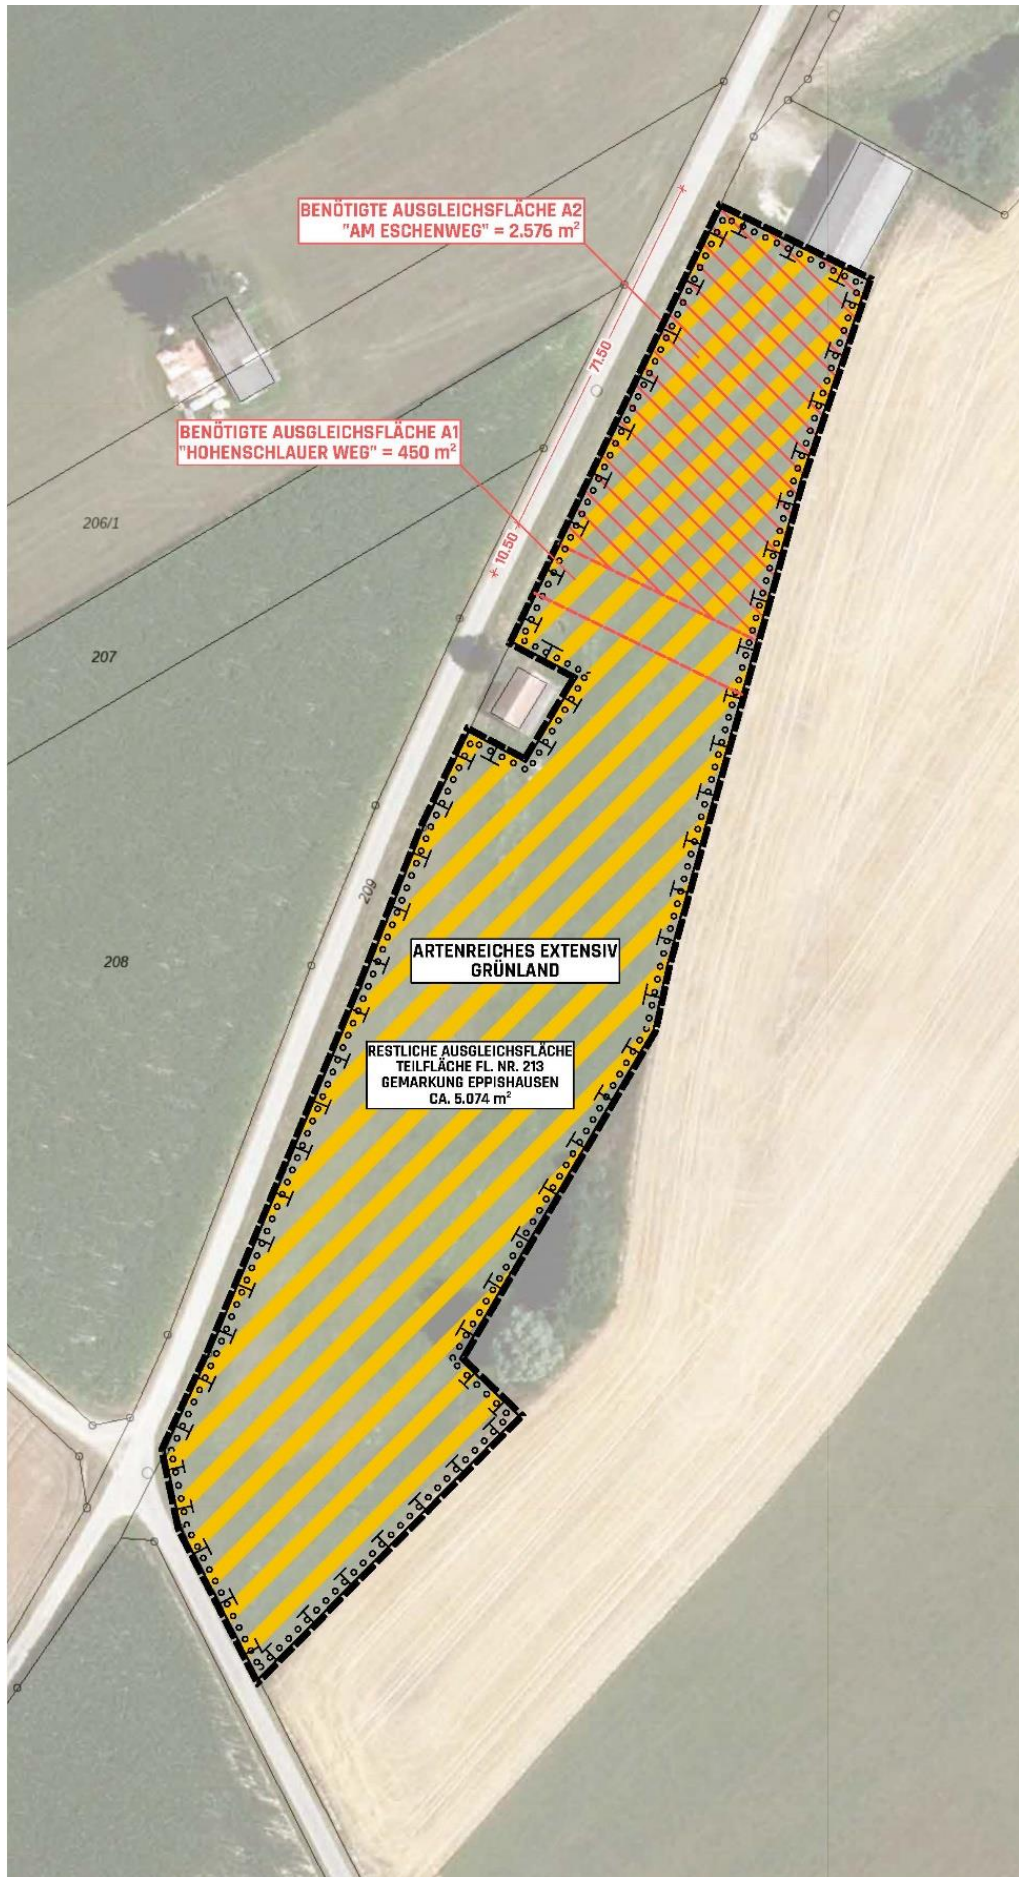 BENÖTIGTE AUSGLEICHSFLÄCHE A2
"AM ESCHENWEG" = 2.576 m²
71.50
BENÖTIGTE AUSGLEICHSFLÄCHE A1
"HOHENSCHLAUER WEG" = 450 m²
206/1
10.50
207
209
208
ARTENREICHES EXTENSIV
GRÜNLAND
RESTLICHE AUSGLEICHSFLÄCHE
TEILFLÄCHE FL. NR. 213
GEMARKUNG EPPISHAUSEN
CA. 5.074 m²